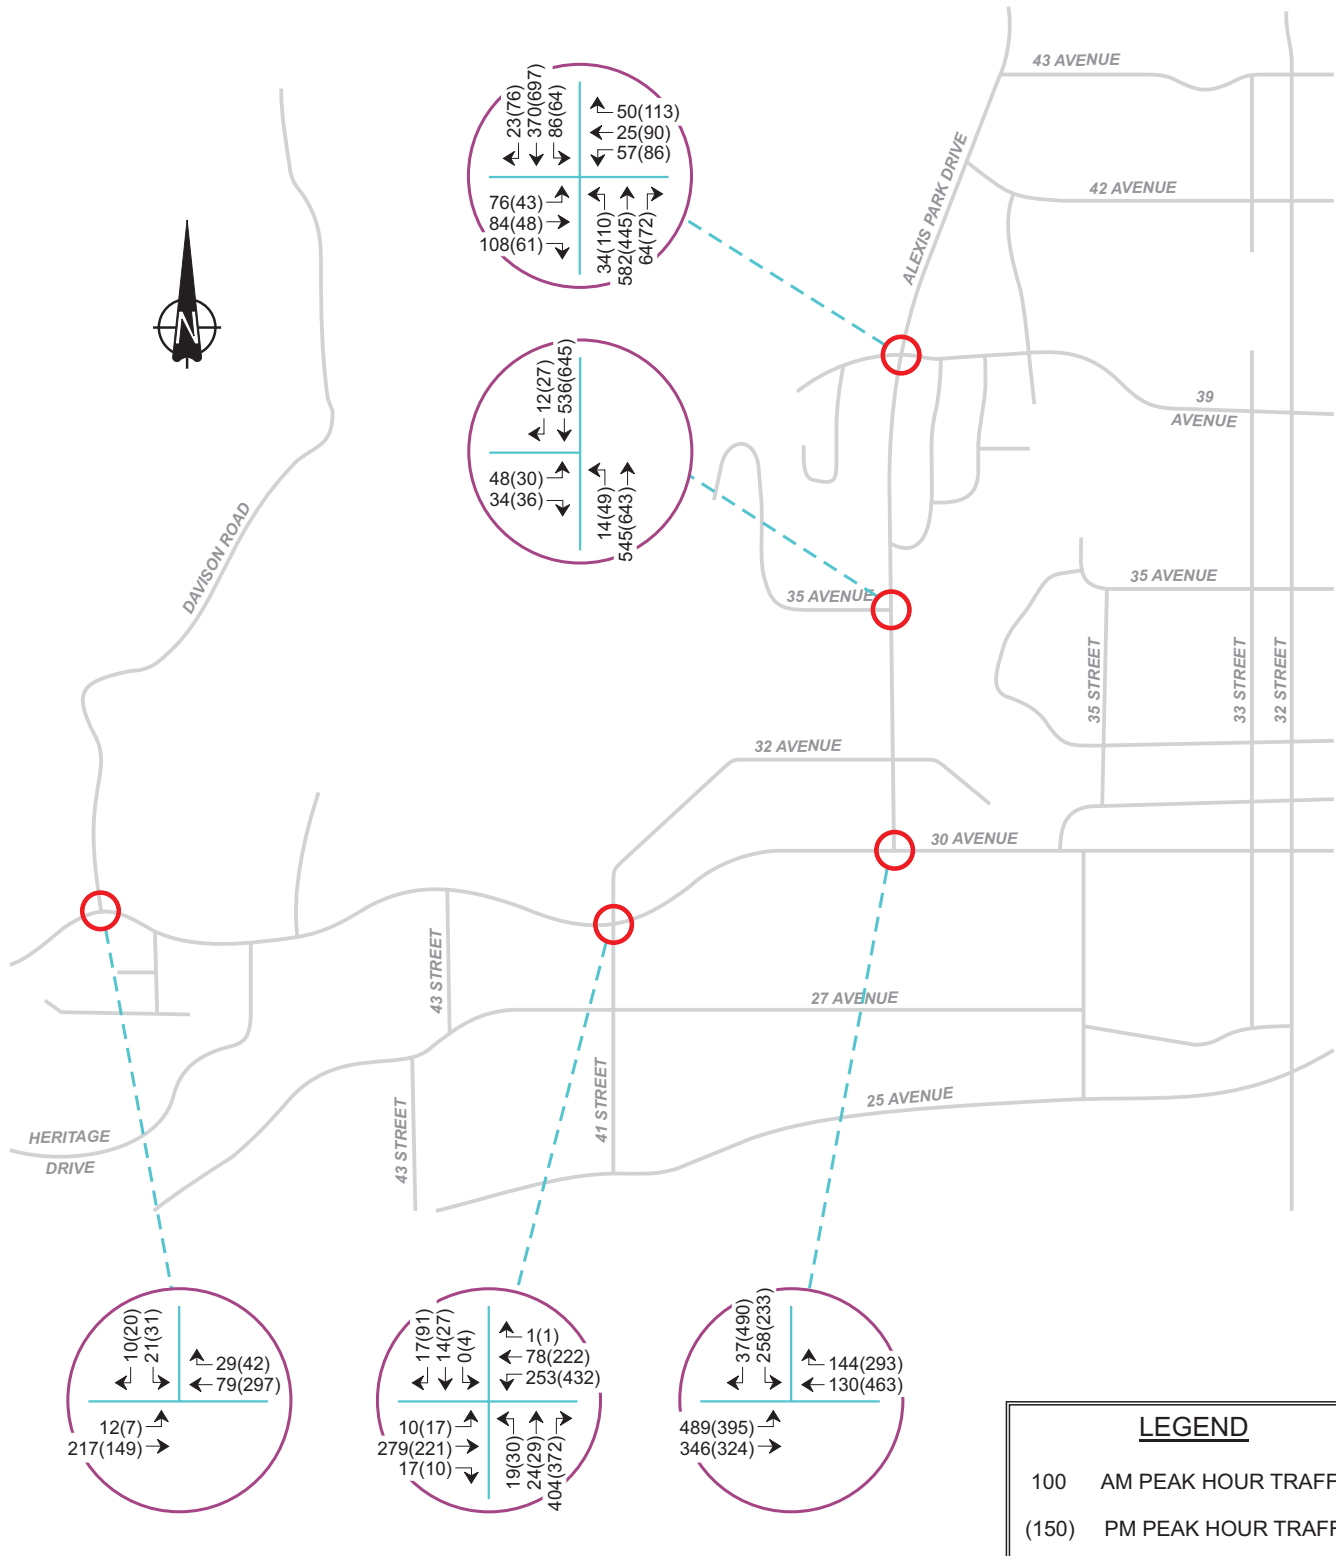 43 AVENUE
ALEXIS PARK DRIVE
42 AVENUE
23(76)
370(697)
86(64)
50(113)
25(90)
57(86)
76(43)
84(48)
108(61)
34(110)
582(445)
64(72)
N
12(27)
536(645)
48(30)
34(36)
14(49)
545(643)
39
AVENUE
DAVISON ROAD
35 AVENUE
35 AVENUE
35 STREET
33 STREET
32 STREET
32 AVENUE
30 AVENUE
43 STREET
27 AVENUE
41 STREET
25 AVENUE
43 STREET
HERITAGE
DRIVE
10(20)
21(31)
29(42)
79(297)
12(7)
217(149)
17(91)
14(27)
0(4)
1(1)
78(222)
253(432)
10(17)
279(221)
17(10)
19(30)
24(29)
404(372)
37(490)
258(233)
144(293)
130(463)
489(395)
346(324)
LEGEND
100 AM PEAK HOUR TRAFF
(150) PM PEAK HOUR TRAFF